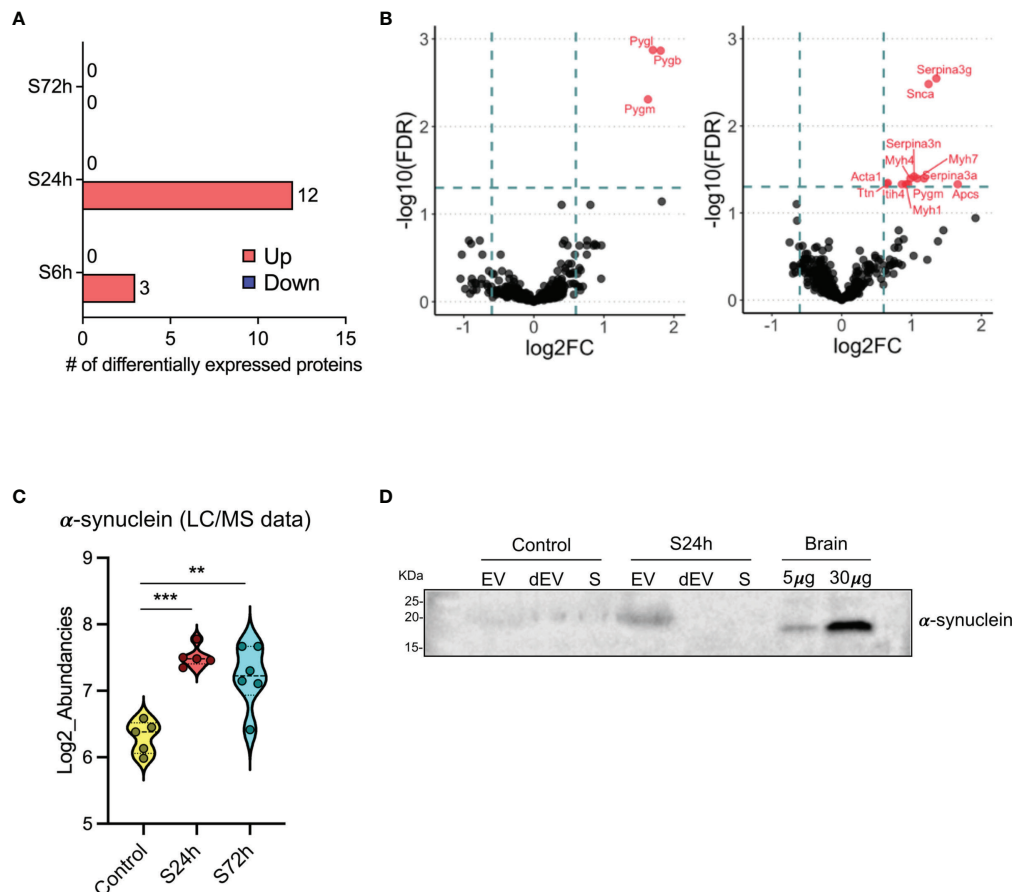 A
S72h
0
0
S24h
0
12
S6h
0
3
Up
Down
0
5
10
15
# of differentially expressed proteins
B
3
2
1
0
-log10(FDR)
Pygl
Pygb
Pygm
-1
0
1
2
log2FC
3
2
1
0
-log10(FDR)
Serpina3g
Snca
Serpina3n
Myh4
Myh7
Acta1
Serpina3a
Ttn
Itih4
Pygm
Apcs
Myh1
-1
0
1
2
log2FC
C
α-synuclein (LC/MS data)
9
8
7
6
5
Log2_Abundancies
**
***
Control
S24h
S72h
D
Control
S24h
Brain
KDa
EV
dEV
S
EV
dEV
S
5μg
30μg
25-
20-
15-
α-synuclein